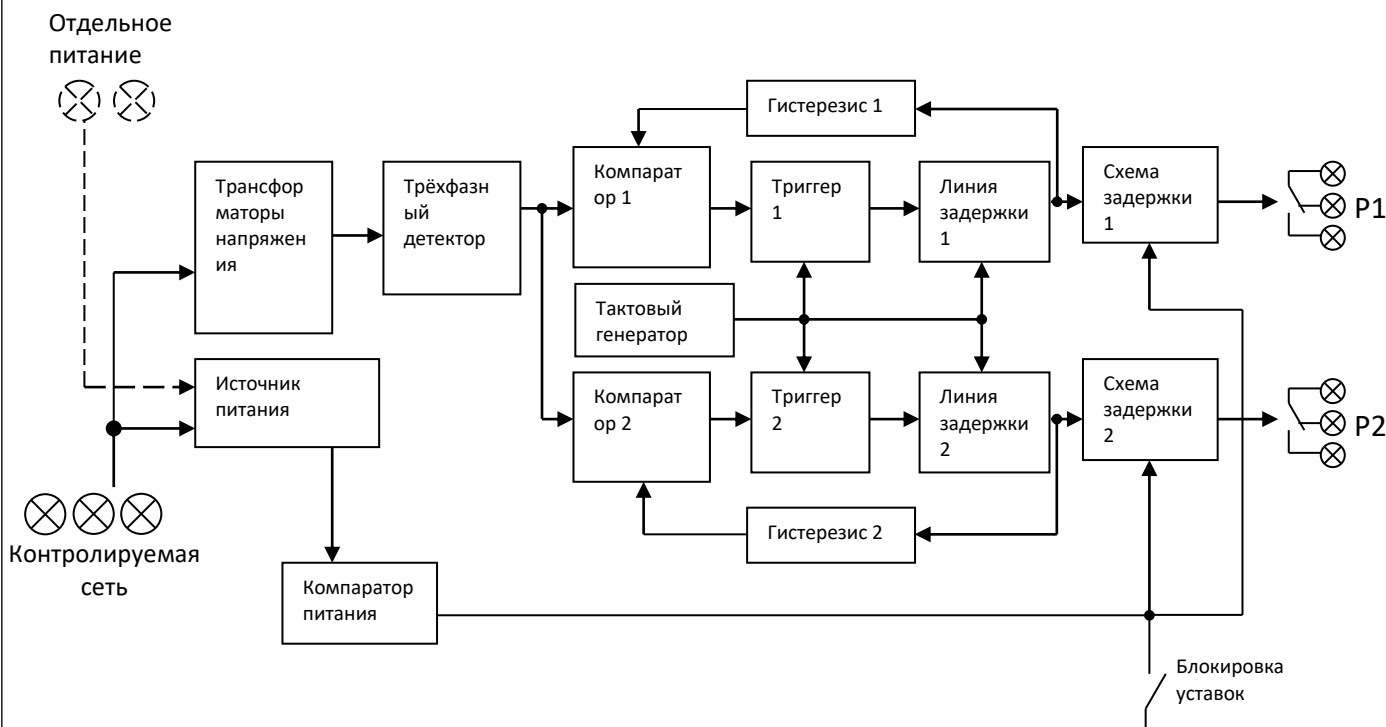 Отдельное
питание
Гистерезис 1
Трансфор
маторы
напряжен
ия
Трёхфазн
ый
детектор
Компарат
ор 1
Триггер
1
Линия
задержки
1
Схема
задержки
1
P1
Тактовый
генератор
Источник
питания
Компарат
ор 2
Триггер
2
Линия
задержки
2
Схема
задержки
2
P2
Контролируемая
сеть
Гистерезис 2
Компаратор
питания
Блокировка
уставок